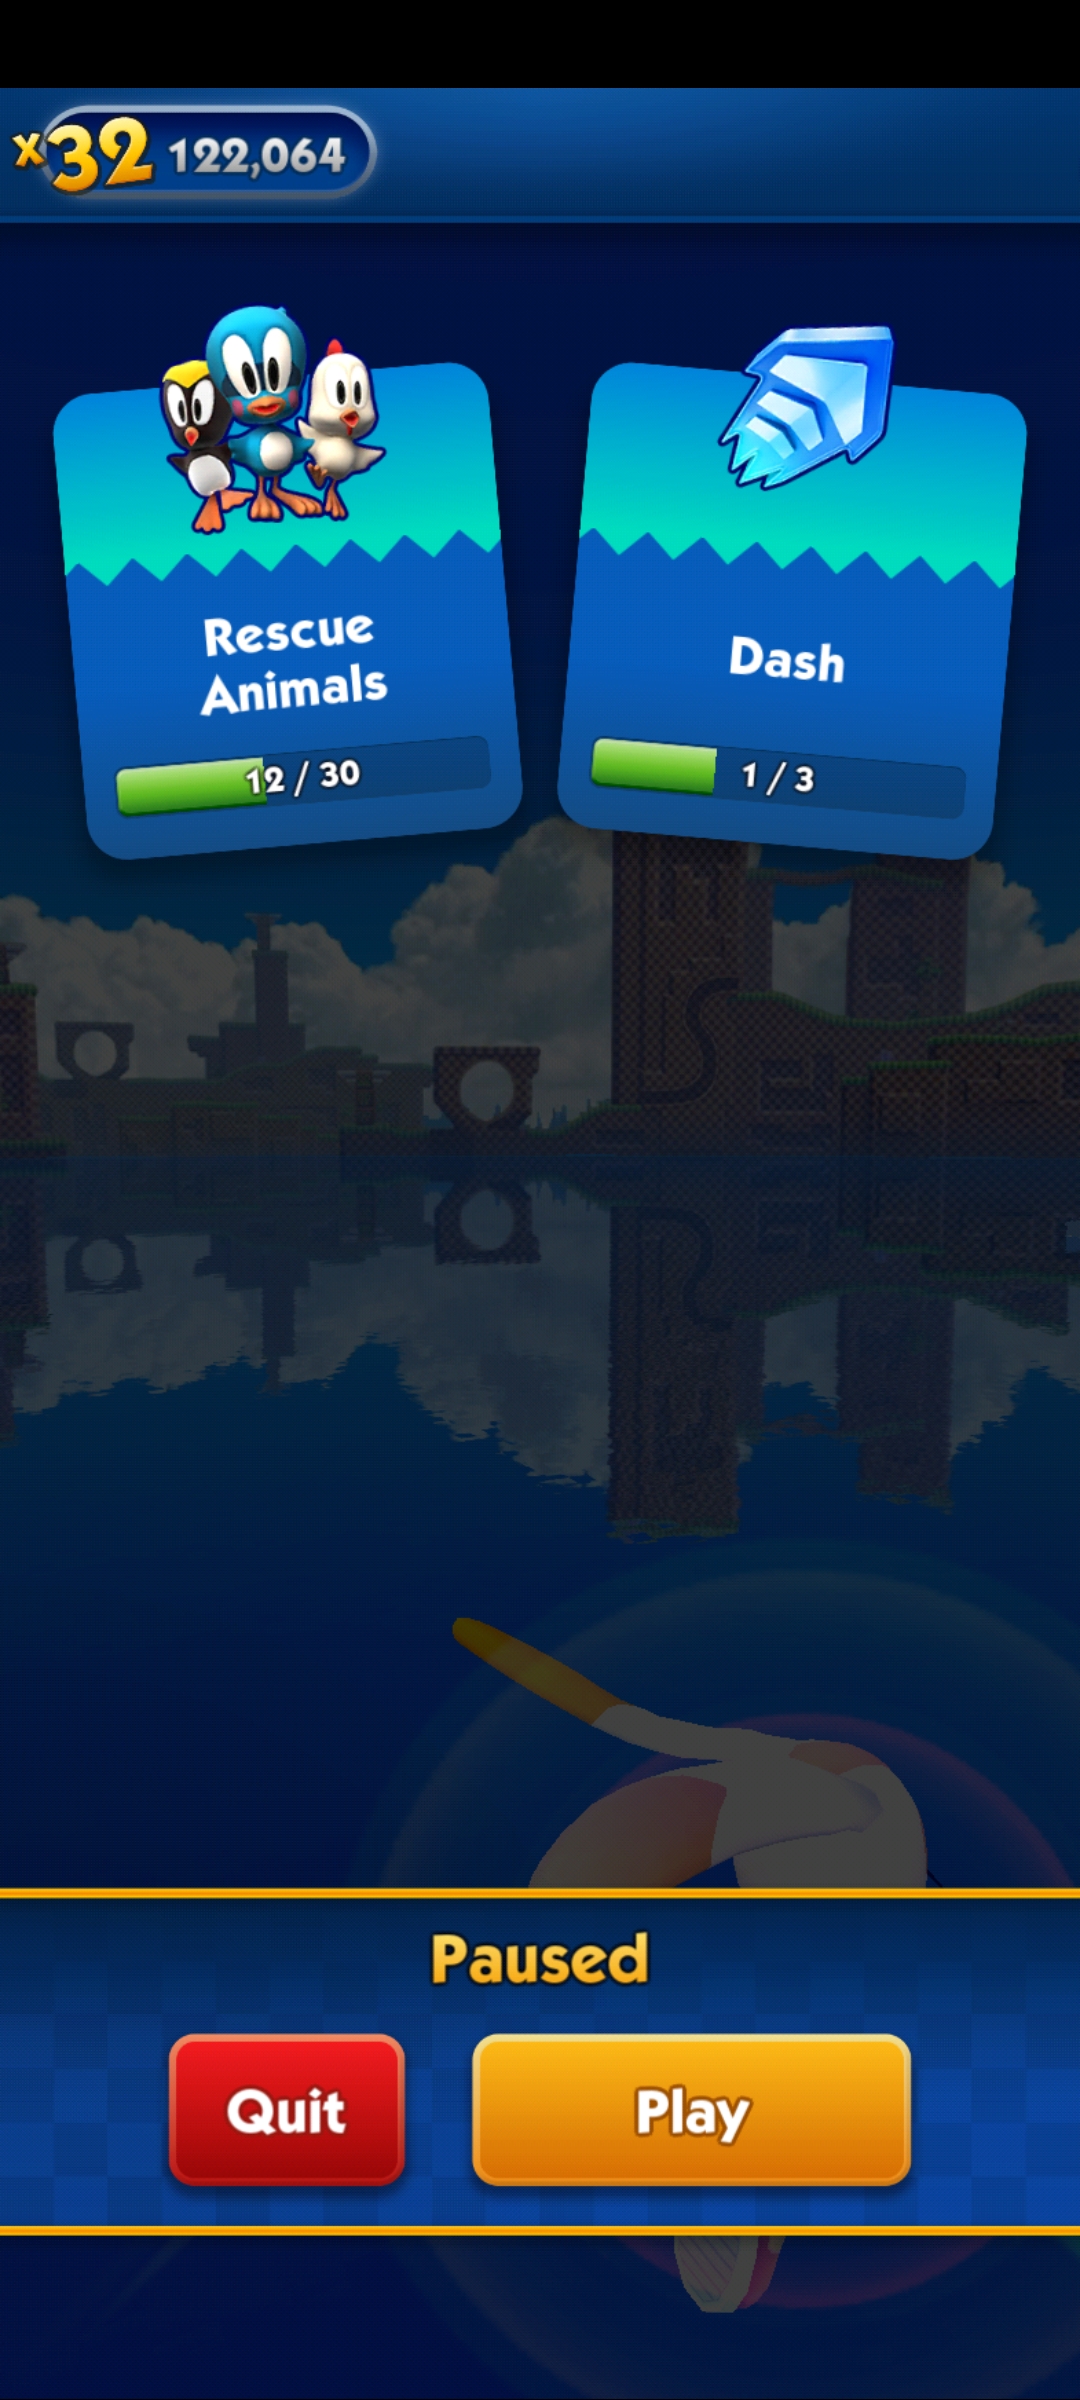 x32 122,064
Rescue
Animals
12 / 30
Dash
1 / 3
Paused
Quit
Play